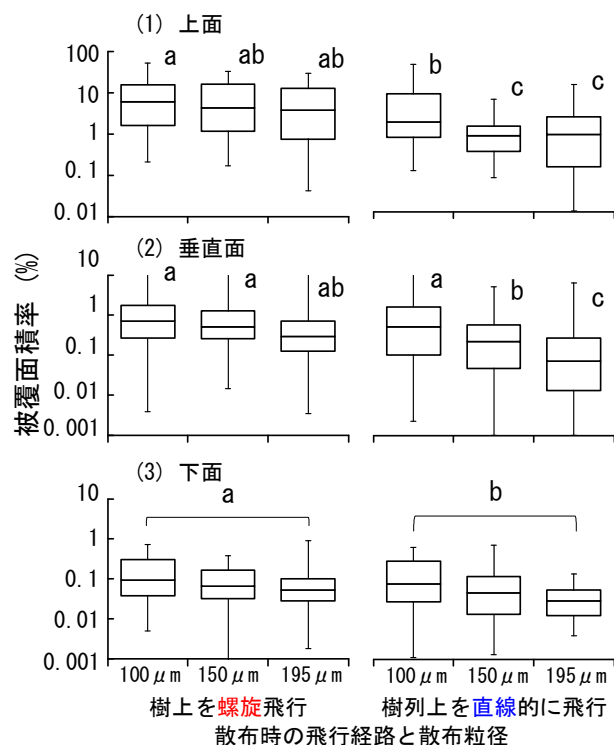 (1) 上面
100
10
1
0.1
0.01
a
ab
ab
b
c
c
(2) 垂直面
10
1
0.1
0.01
0.001
a
a
ab
a
b
c
(3) 下面
10
1
0.1
0.01
0.001
a
b
被覆面積率 (%)
100μm 150μm 195μm
100μm 150μm 195μm
樹上を螺旋飛行
樹列上を直線的に飛行
散布時の飛行経路と散布粒径